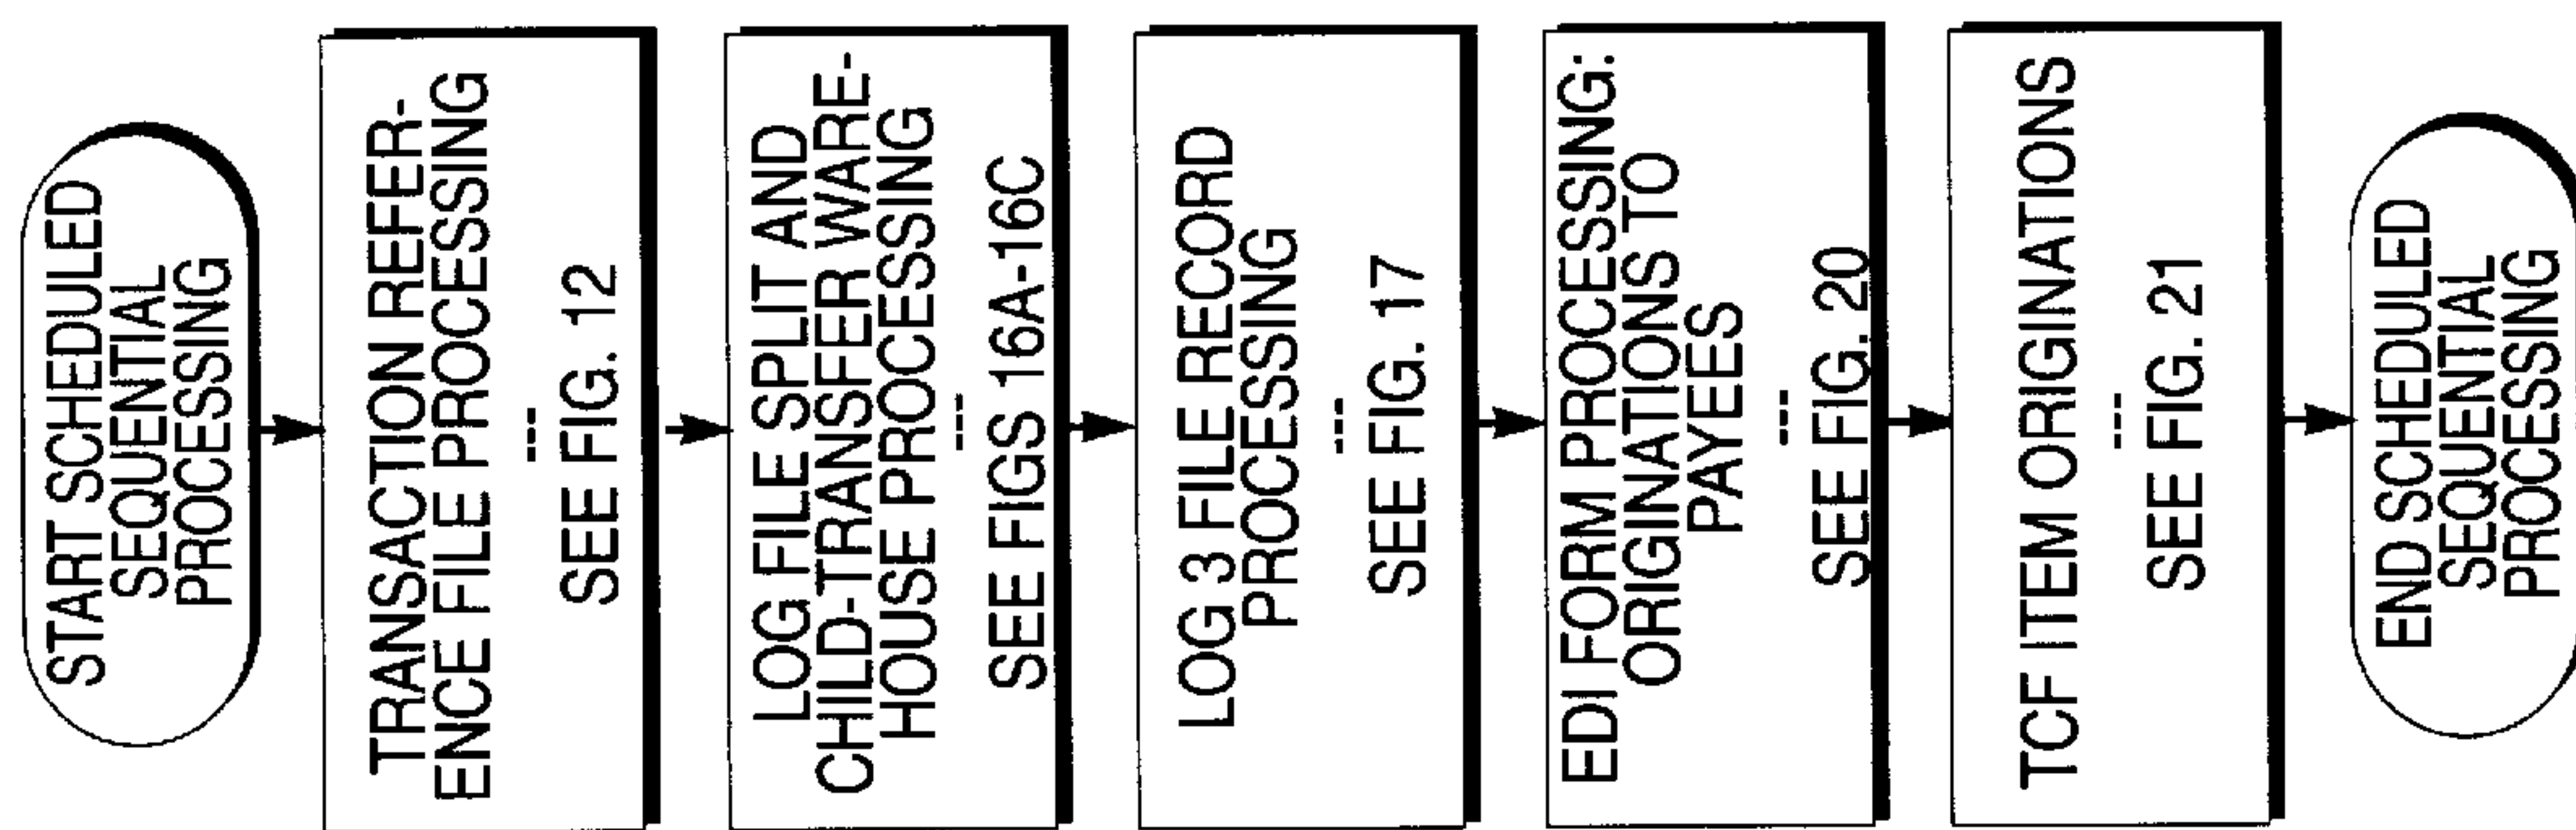 START SCHEDULED
SEQUENTIAL
PROCESSING
TRANSACTION REFER-
ENCE FILE PROCESSING
---
SEE FIG. 12
LOG FILE SPLIT AND
CHILD-TRANSFER WARE-
HOUSE PROCESSING
---
SEE FIGS 16A-16C
LOG 3 FILE RECORD
PROCESSING
---
SEE FIG. 17
EDI FORM PROCESSING:
ORIGINATIONS TO
PAYEES
---
SEE FIG. 20
TCF ITEM ORIGINATIONS
---
SEE FIG. 21
END SCHEDULED
SEQUENTIAL
PROCESSING